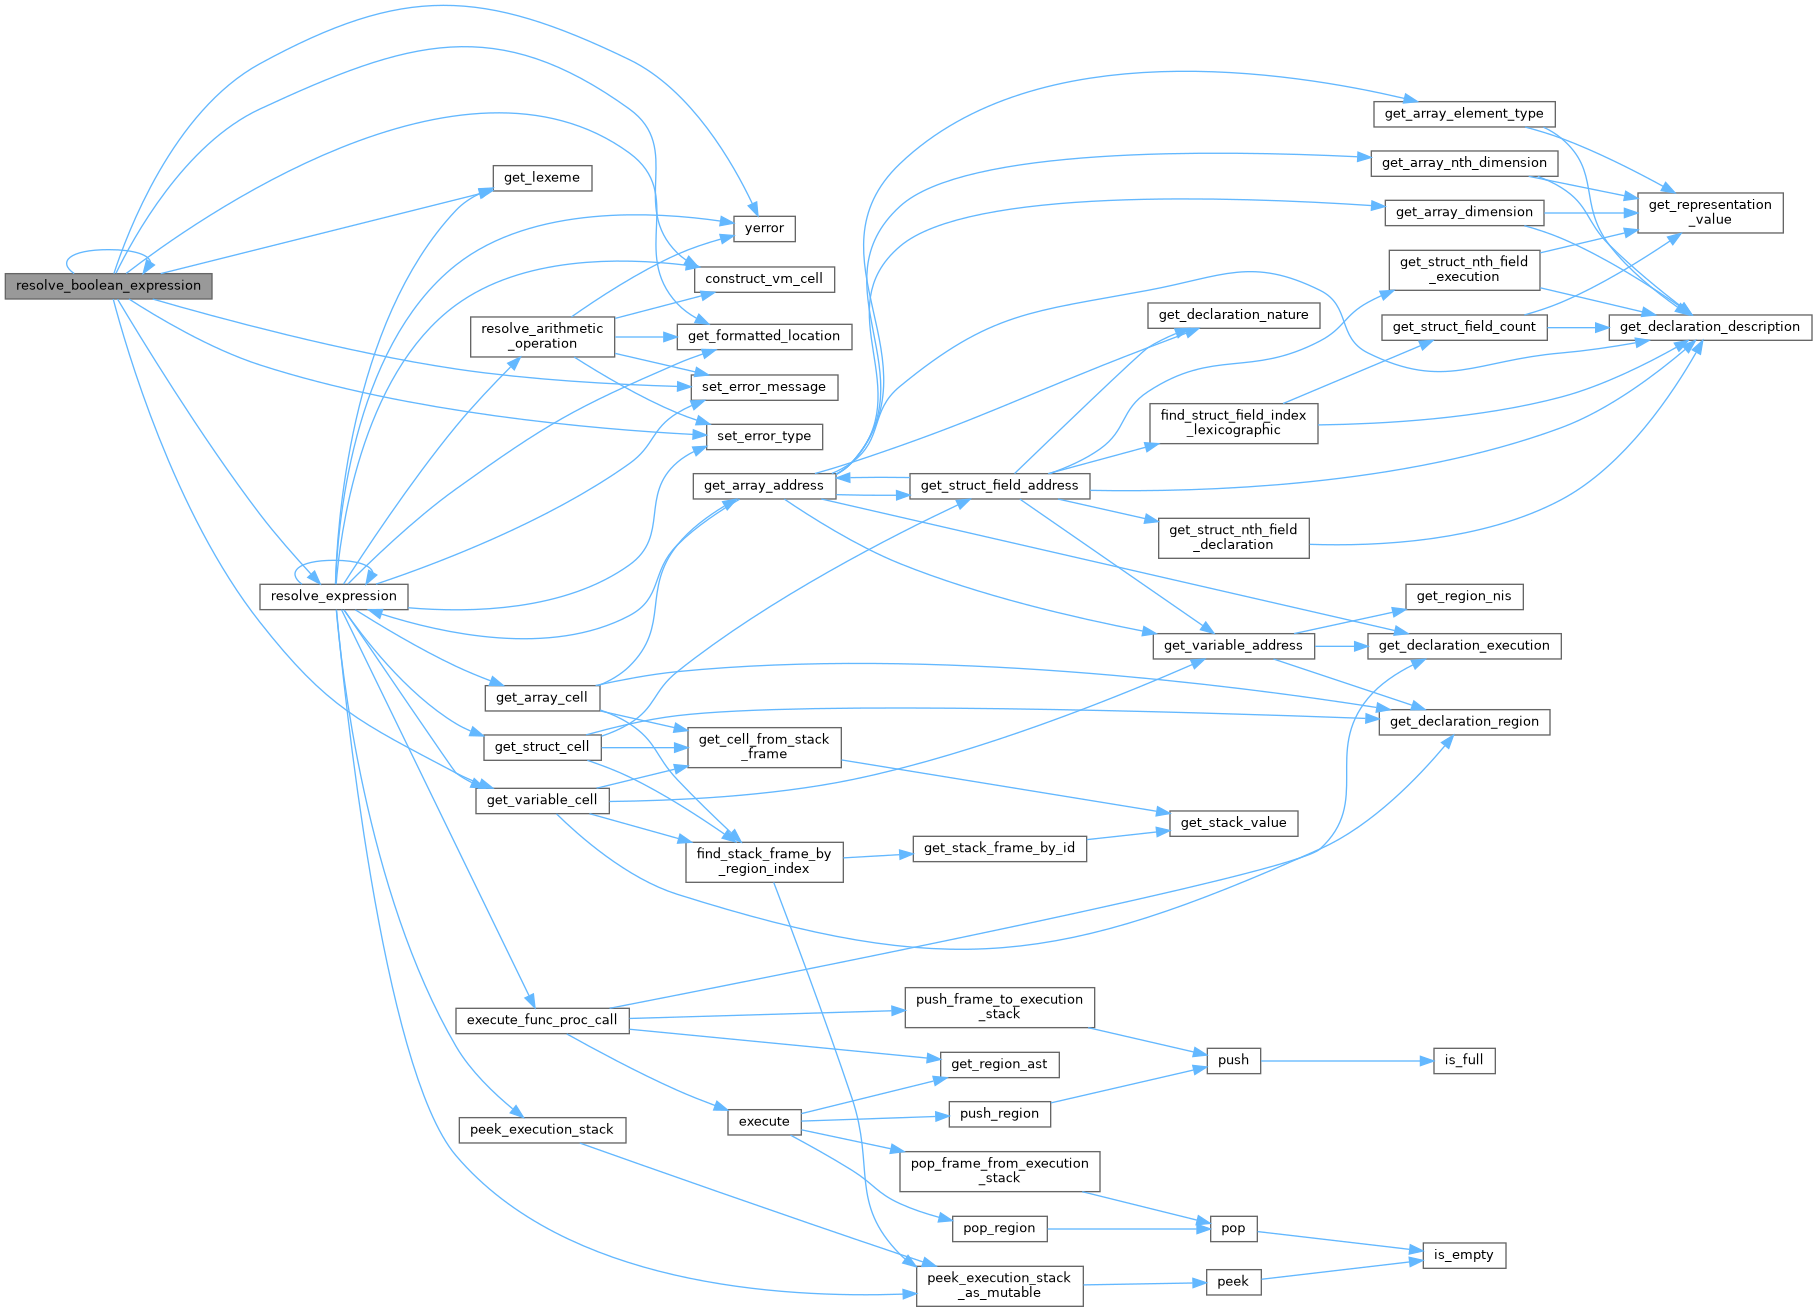 resolve_boolean_expression
get_lexeme
yerror
construct_vm_cell
resolve_arithmetic
_operation
get_formatted_location
set_error_message
set_error_type
resolve_expression
get_array_address
get_array_cell
get_struct_cell
get_variable_cell
get_cell_from_stack
_frame
find_stack_frame_by
_region_index
execute_func_proc_call
peek_execution_stack
execute
get_struct_field_address
get_stack_frame_by_id
push_frame_to_execution
_stack
get_region_ast
push_region
pop_frame_from_execution
_stack
pop_region
peek_execution_stack
_as_mutable
get_declaration_nature
find_struct_field_index
_lexicographic
get_struct_nth_field
_declaration
get_variable_address
get_stack_value
push
pop
peek
get_array_element_type
get_array_nth_dimension
get_array_dimension
get_struct_nth_field
_execution
get_struct_field_count
get_region_nis
get_declaration_execution
get_declaration_region
is_full
is_empty
get_representation
_value
get_declaration_description